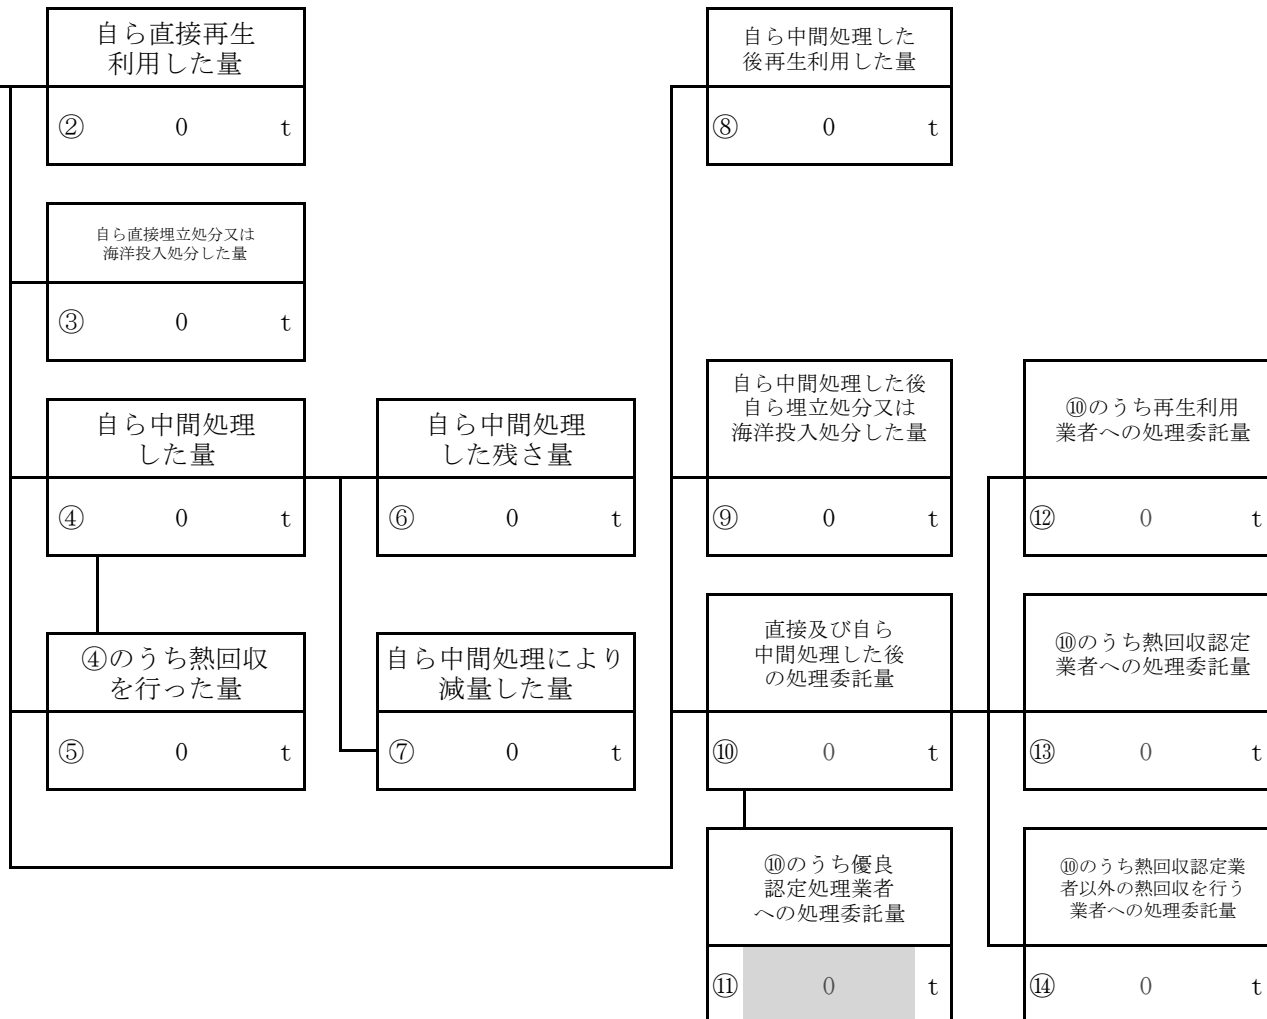 自ら直接再生
利用した量
② 0 t
自ら直接埋立処分又は
海洋投入処分した量
③ 0 t
自ら中間処理
した量
④ 0 t
④のうち熱回収
を行った量
⑤ 0 t
自ら中間処理
した残さ量
⑥ 0 t
自ら中間処理により
減量した量
⑦ 0 t
自ら中間処理した
後再生利用した量
⑧ 0 t
自ら中間処理した後
自ら埋立処分又は
海洋投入処分した量
⑨ 0 t
直接及び自ら
中間処理した後
の処理委託量
⑩ 0 t
⑩のうち優良
認定処理業者
への処理委託量
⑪ 0 t
⑩のうち再生利用
業者への処理委託量
⑫ 0 t
⑩のうち熱回収認定
業者への処理委託量
⑬ 0 t
⑩のうち熱回収認定業
者以外の熱回収を行う
業者への処理委託量
⑭ 0 t